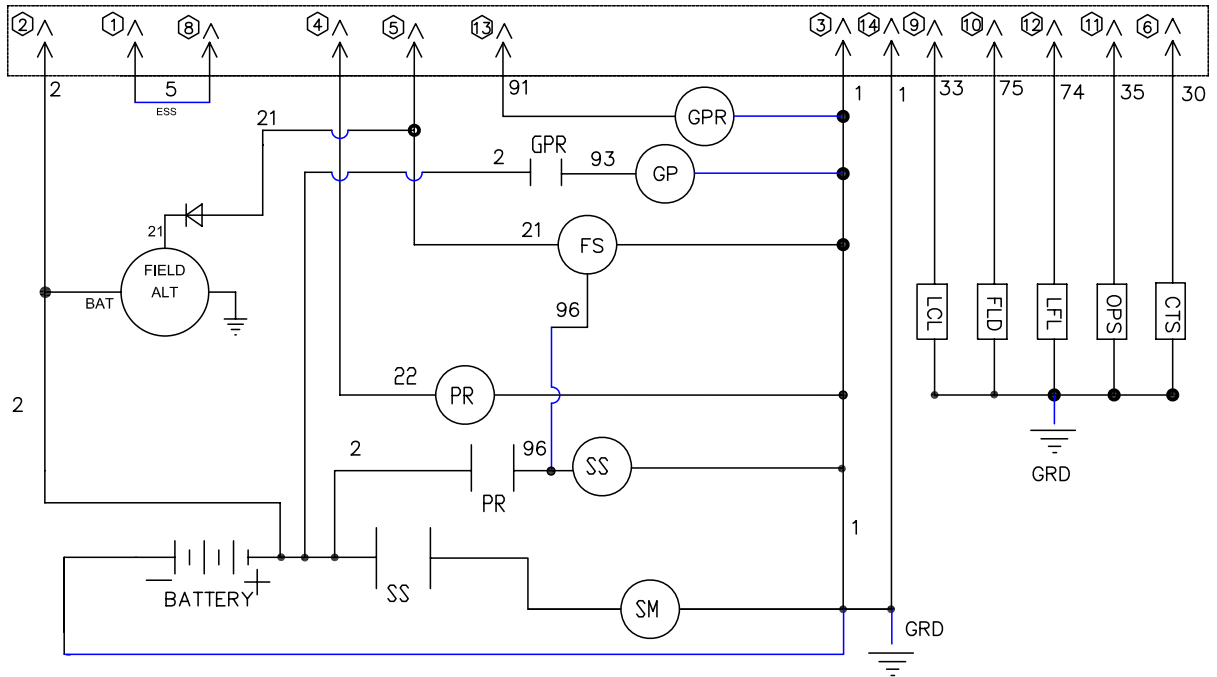 2 1 8 4 5 13 3 14 9 10 12 11 6
2 5 91 1 1 33 75 74 35 30
ESS
21
GPR
2 GPR 93
GP
21 21 FS
FIELD
ALT
BAT
96
LCL FLD LFL OPS CTS
22 PR
2
2 96 SS
GRD
PR
1
BATTERY SS
SM
GRD